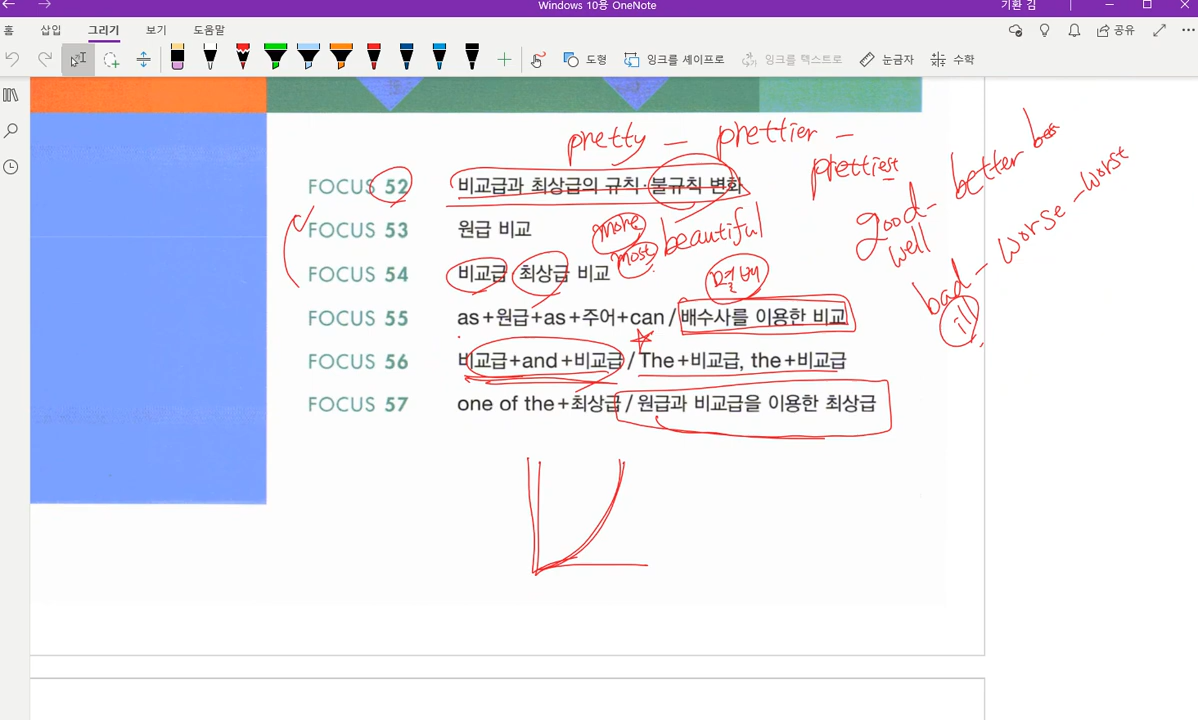 Windows 10용 OneNote
기환 김
홈 삽입 그리기 보기 도움말
공유
도형 잉크를 셰이프로 잉크를 텍스트로 눈금자 수학
pretty - prettier -
prettiest
FOCUS 52 비교급과 최상급의 규칙·불규칙 변화
FOCUS 53 원급 비교
more
most beautiful
FOCUS 54 비교급 최상급 비교
몇배
FOCUS 55 as+원급+as+주어+can / 배수사를 이용한 비교
FOCUS 56 비교급+and+비교급 / The+비교급, the+비교급
FOCUS 57 one of the+최상급 / 원급과 비교급을 이용한 최상급
good - better
well
bad - worse - worst
ill